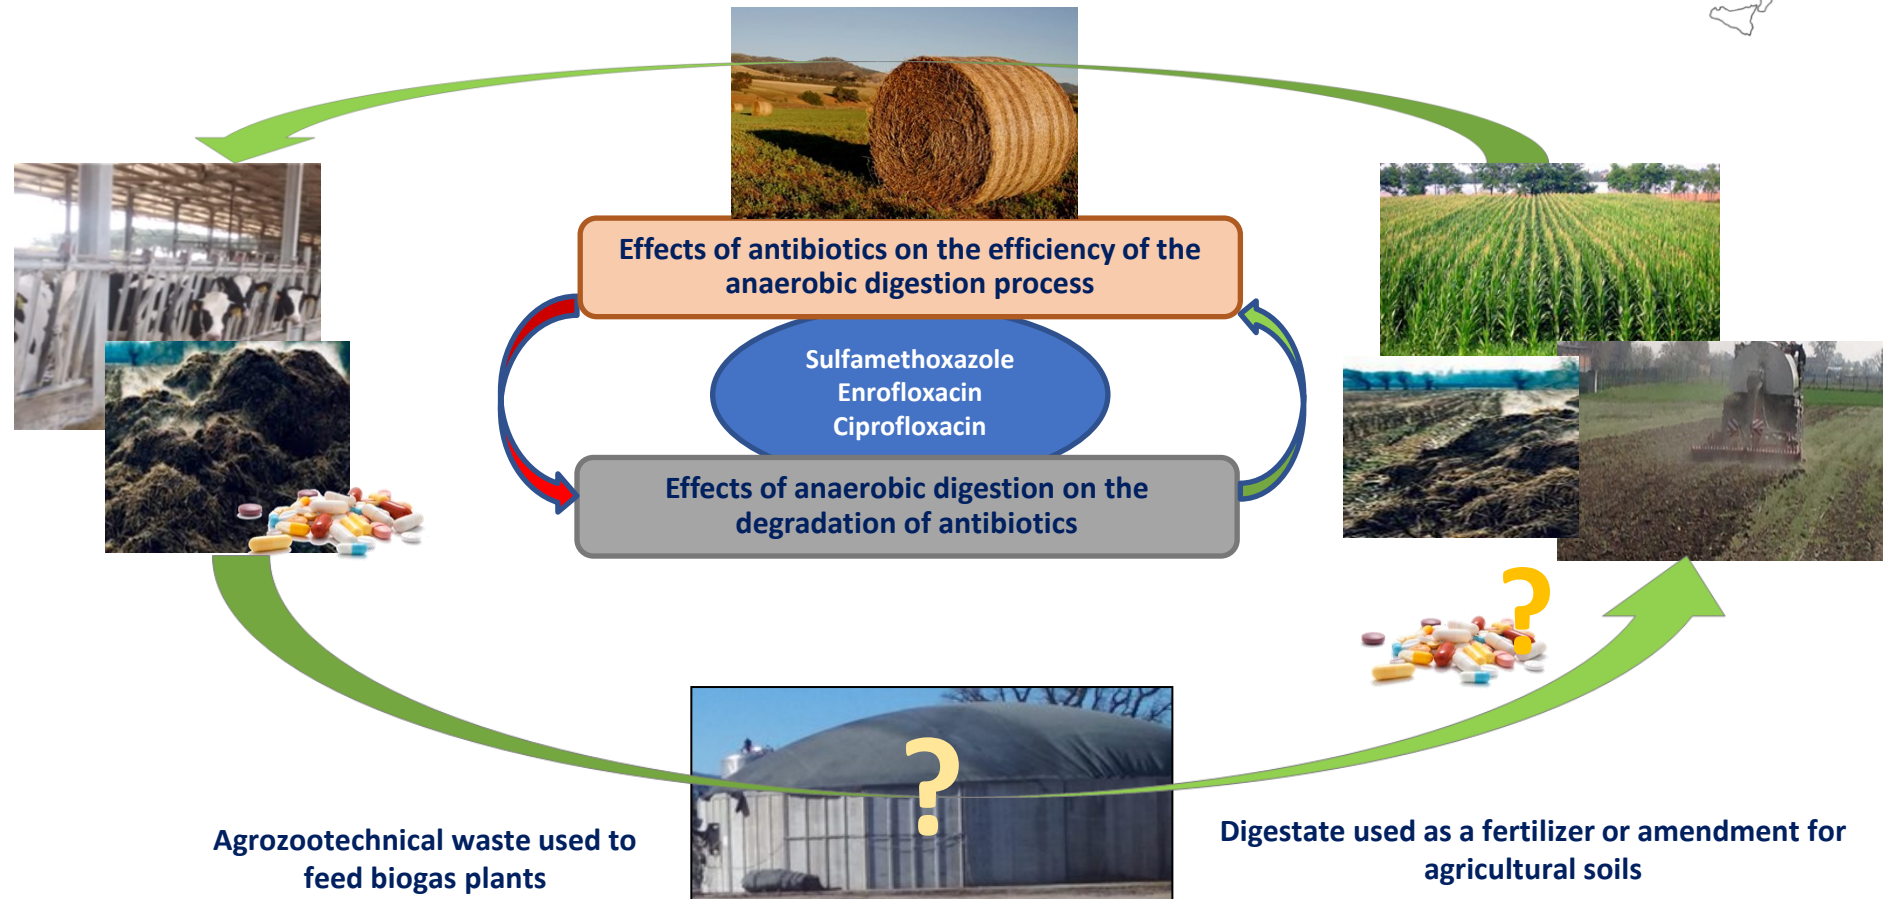 Effects of antibiotics on the efficiency of the
anaerobic digestion process
Sulfamethoxazole
Enrofloxacin
Ciprofloxacin
Effects of anaerobic digestion on the
degradation of antibiotics
?
?
Agrozootechnical waste used to
feed biogas plants
Digestate used as a fertilizer or amendment for
agricultural soils